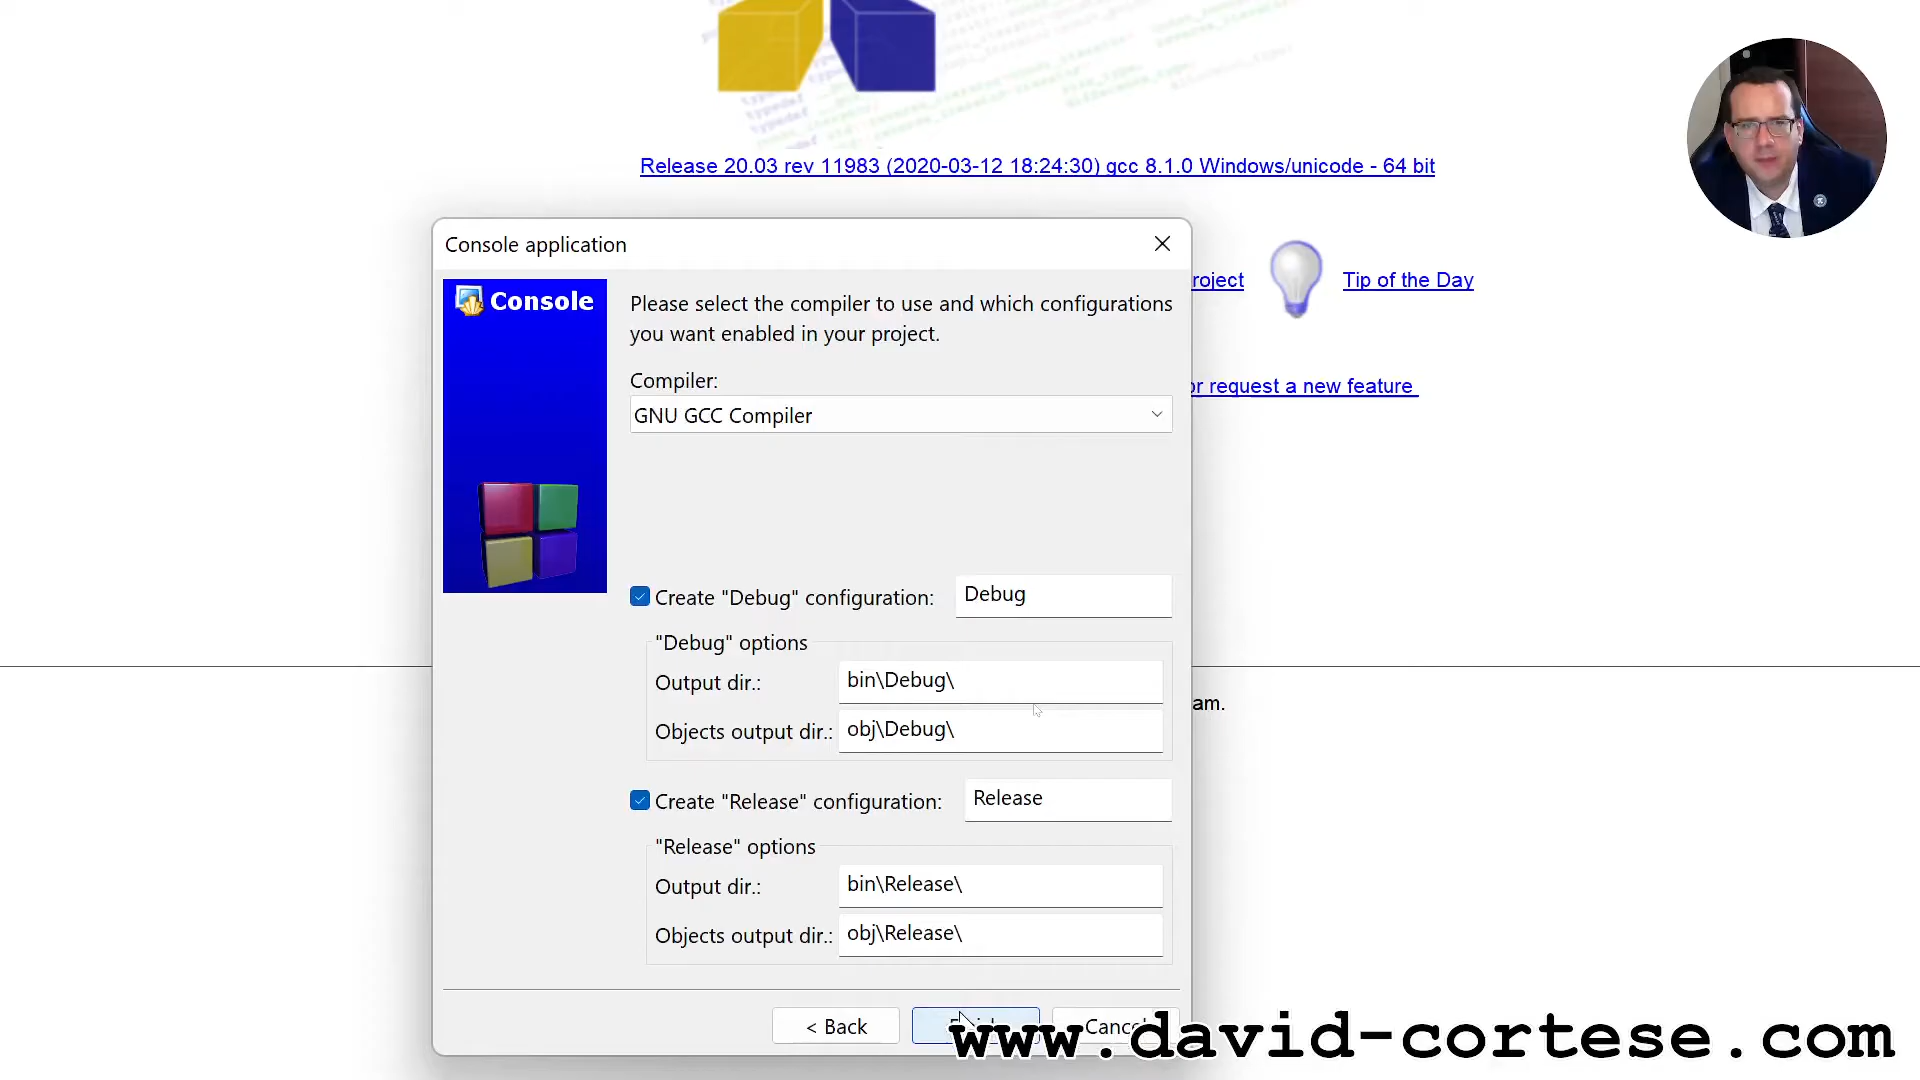 Release 20.03 rev 11983 (2020-03-12 18:24:30) gcc 8.1.0 Windows/unicode - 64 bit
Console application
roject
Tip of the Day
Console
Please select the compiler to use and which configurations
you want enabled in your project.
or request a new feature
Compiler:
GNU GCC Compiler
Create "Debug" configuration:
Debug
"Debug" options
Output dir.:
bin\Debug\
am.
Objects output dir.:
obj\Debug\
Create "Release" configuration:
Release
"Release" options
Output dir.:
bin\Release\
Objects output dir.:
obj\Release\
< Back
Cancel
www.david-cortese.com